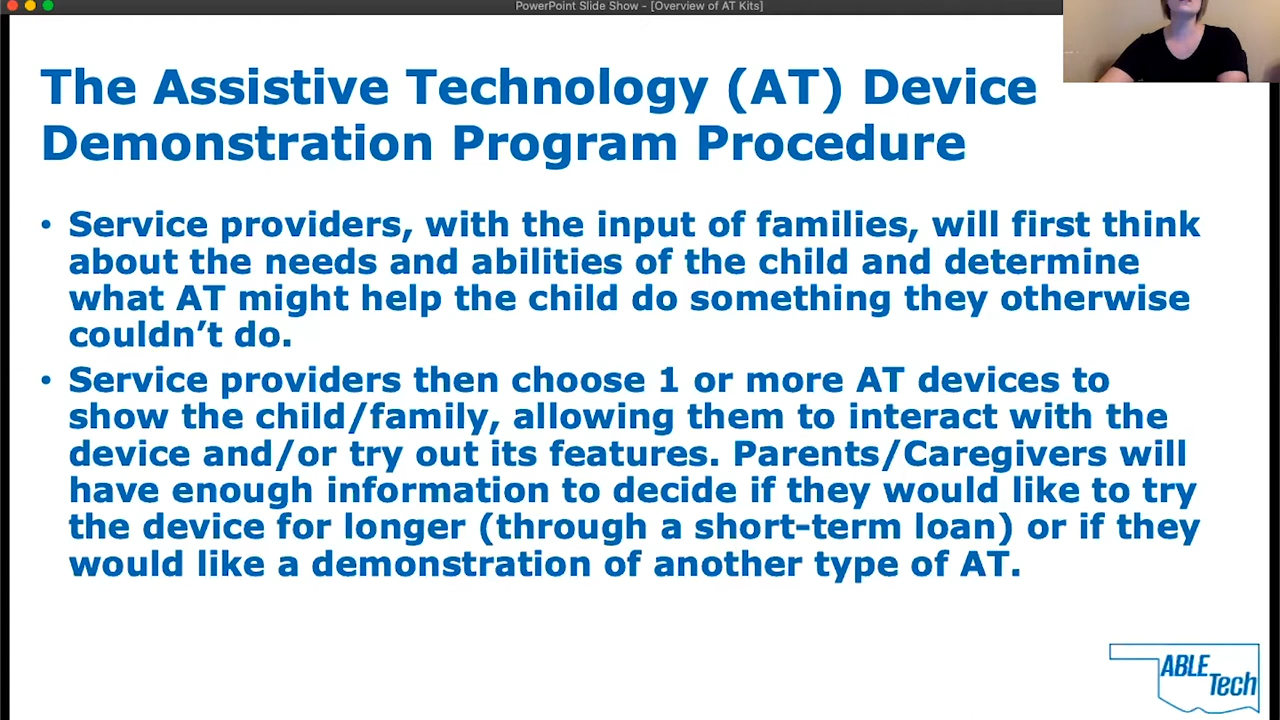 PowerPoint Slide Show - [Overview of AT Kits]
The Assistive Technology (AT) Device
Demonstration Program Procedure
• Service providers, with the input of families, will first think
about the needs and abilities of the child and determine
what AT might help the child do something they otherwise
couldn’t do.
• Service providers then choose 1 or more AT devices to
show the child/family, allowing them to interact with the
device and/or try out its features. Parents/Caregivers will
have enough information to decide if they would like to try
the device for longer (through a short-term loan) or if they
would like a demonstration of another type of AT.
ABLE
Tech